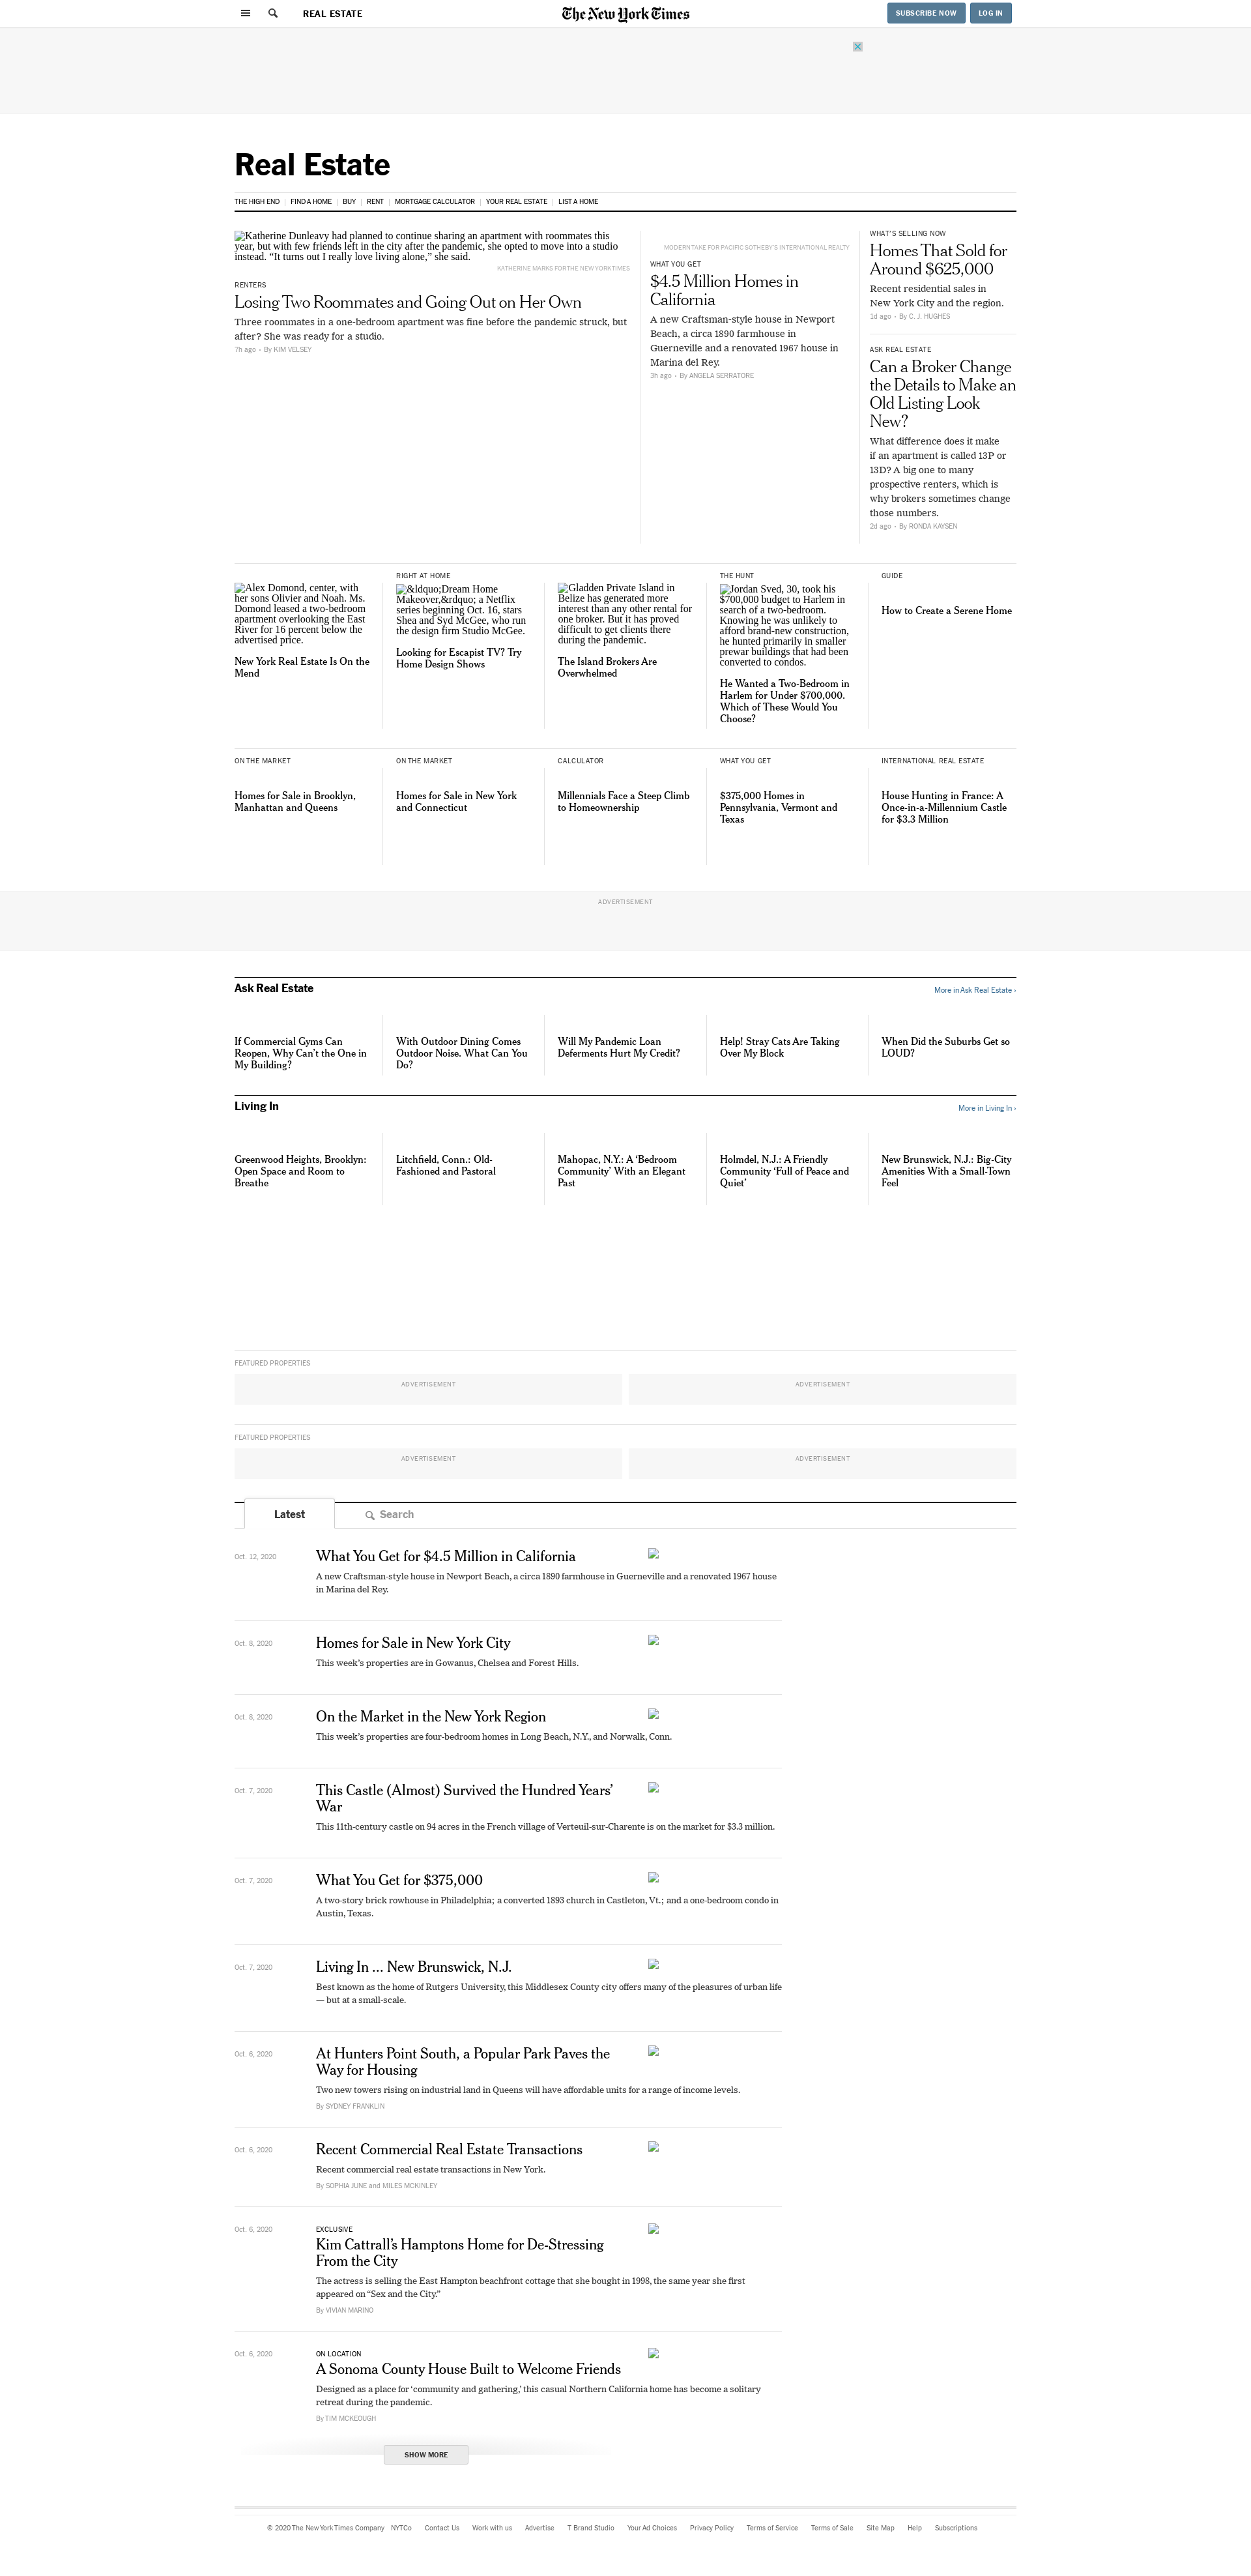 REAL ESTATE
The New York Times
SUBSCRIBE NOW
LOG IN
Real Estate
THE HIGH END
FIND A HOME
BUY
RENT
MORTGAGE CALCULATOR
YOUR REAL ESTATE
LIST A HOME
Katherine Dunleavy had planned to continue sharing an apartment with roommates this
year, but with few friends left in the city after the pandemic, she opted to move into a studio
instead. “It turns out I really love living alone,” she said.
KATHERINE MARKS FOR THE NEW YORK TIMES
RENTERS
Losing Two Roommates and Going Out on Her Own
Three roommates in a one-bedroom apartment was fine before the pandemic struck, but
after? She was ready for a studio.
7h ago • By KIM VELSEY
MODERN TAKE FOR PACIFIC SOTHEBY’S INTERNATIONAL REALTY
WHAT YOU GET
$4.5 Million Homes in
California
A new Craftsman-style house in Newport
Beach, a circa 1890 farmhouse in
Guerneville and a renovated 1967 house in
Marina del Rey.
3h ago • By ANGELA SERRATORE
WHAT’S SELLING NOW
Homes That Sold for
Around $625,000
Recent residential sales in
New York City and the region.
1d ago • By C. J. HUGHES
ASK REAL ESTATE
Can a Broker Change
the Details to Make an
Old Listing Look
New?
What difference does it make
if an apartment is called 13P or
13D? A big one to many
prospective renters, which is
why brokers sometimes change
those numbers.
2d ago • By RONDA KAYSEN
Alex Domond, center, with
her sons Olivier and Noah. Ms.
Domond leased a two-bedroom
apartment overlooking the East
River for 16 percent below the
advertised price.
New York Real Estate Is On the
Mend
RIGHT AT HOME
&ldquo;Dream Home
Makeover,&rdquo; a Netflix
series beginning Oct. 16, stars
Shea and Syd McGee, who run
the design firm Studio McGee.
Looking for Escapist TV? Try
Home Design Shows
Gladden Private Island in
Belize has generated more
interest than any other rental for
one broker. But it has proved
difficult to get clients there
during the pandemic.
The Island Brokers Are
Overwhelmed
THE HUNT
Jordan Sved, 30, took his
$700,000 budget to Harlem in
search of a two-bedroom.
Knowing he was unlikely to
afford brand-new construction,
he hunted primarily in smaller
prewar buildings that had been
converted to condos.
He Wanted a Two-Bedroom in
Harlem for Under $700,000.
Which of These Would You
Choose?
GUIDE
How to Create a Serene Home
ON THE MARKET
Homes for Sale in Brooklyn,
Manhattan and Queens
ON THE MARKET
Homes for Sale in New York
and Connecticut
CALCULATOR
Millennials Face a Steep Climb
to Homeownership
WHAT YOU GET
$375,000 Homes in
Pennsylvania, Vermont and
Texas
INTERNATIONAL REAL ESTATE
House Hunting in France: A
Once-in-a-Millennium Castle
for $3.3 Million
ADVERTISEMENT
Ask Real Estate
More in Ask Real Estate ›
If Commercial Gyms Can
Reopen, Why Can’t the One in
My Building?
With Outdoor Dining Comes
Outdoor Noise. What Can You
Do?
Will My Pandemic Loan
Deferments Hurt My Credit?
Help! Stray Cats Are Taking
Over My Block
When Did the Suburbs Get so
LOUD?
Living In
More in Living In ›
Greenwood Heights, Brooklyn:
Open Space and Room to
Breathe
Litchfield, Conn.: Old-
Fashioned and Pastoral
Mahopac, N.Y.: A ‘Bedroom
Community’ With an Elegant
Past
Holmdel, N.J.: A Friendly
Community ‘Full of Peace and
Quiet’
New Brunswick, N.J.: Big-City
Amenities With a Small-Town
Feel
FEATURED PROPERTIES
ADVERTISEMENT
ADVERTISEMENT
FEATURED PROPERTIES
ADVERTISEMENT
ADVERTISEMENT
Latest
Search
Oct. 12, 2020
What You Get for $4.5 Million in California
A new Craftsman-style house in Newport Beach, a circa 1890 farmhouse in Guerneville and a renovated 1967 house
in Marina del Rey.
Oct. 8, 2020
Homes for Sale in New York City
This week’s properties are in Gowanus, Chelsea and Forest Hills.
Oct. 8, 2020
On the Market in the New York Region
This week’s properties are four-bedroom homes in Long Beach, N.Y., and Norwalk, Conn.
Oct. 7, 2020
This Castle (Almost) Survived the Hundred Years’
War
This 11th-century castle on 94 acres in the French village of Verteuil-sur-Charente is on the market for $3.3 million.
Oct. 7, 2020
What You Get for $375,000
A two-story brick rowhouse in Philadelphia; a converted 1893 church in Castleton, Vt.; and a one-bedroom condo in
Austin, Texas.
Oct. 7, 2020
Living In ... New Brunswick, N.J.
Best known as the home of Rutgers University, this Middlesex County city offers many of the pleasures of urban life
— but at a small-scale.
Oct. 6, 2020
At Hunters Point South, a Popular Park Paves the
Way for Housing
Two new towers rising on industrial land in Queens will have affordable units for a range of income levels.
By SYDNEY FRANKLIN
Oct. 6, 2020
Recent Commercial Real Estate Transactions
Recent commercial real estate transactions in New York.
By SOPHIA JUNE and MILES MCKINLEY
Oct. 6, 2020
EXCLUSIVE
Kim Cattrall’s Hamptons Home for De-Stressing
From the City
The actress is selling the East Hampton beachfront cottage that she bought in 1998, the same year she first
appeared on “Sex and the City.”
By VIVIAN MARINO
Oct. 6, 2020
ON LOCATION
A Sonoma County House Built to Welcome Friends
Designed as a place for ‘community and gathering,’ this casual Northern California home has become a solitary
retreat during the pandemic.
By TIM MCKEOUGH
SHOW MORE
© 2020 The New York Times Company
NYTCo
Contact Us
Work with us
Advertise
T Brand Studio
Your Ad Choices
Privacy Policy
Terms of Service
Terms of Sale
Site Map
Help
Subscriptions